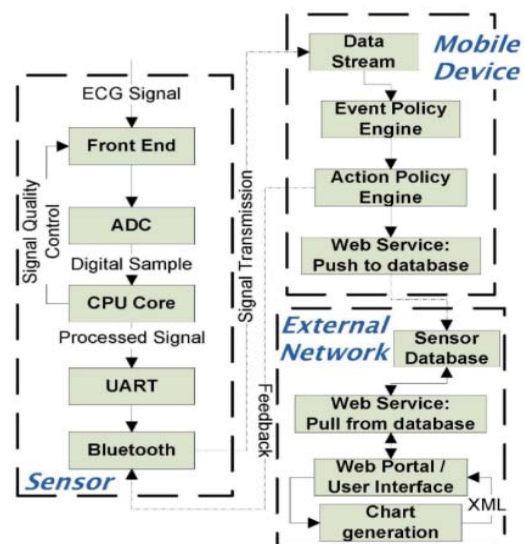 ECG Signal
Front End
ADC
Digital Sample
CPU Core
Processed Signal
UART
Bluetooth
Sensor
Signal Quality
Control
Signal Transmission
Feedback
Mobile
Device
Data
Stream
Event Policy
Engine
Action Policy
Engine
Web Service:
Push to database
External
Network
Sensor
Database
Web Service:
Pull from database
Web Portal /
User Interface
XML
Chart
generation